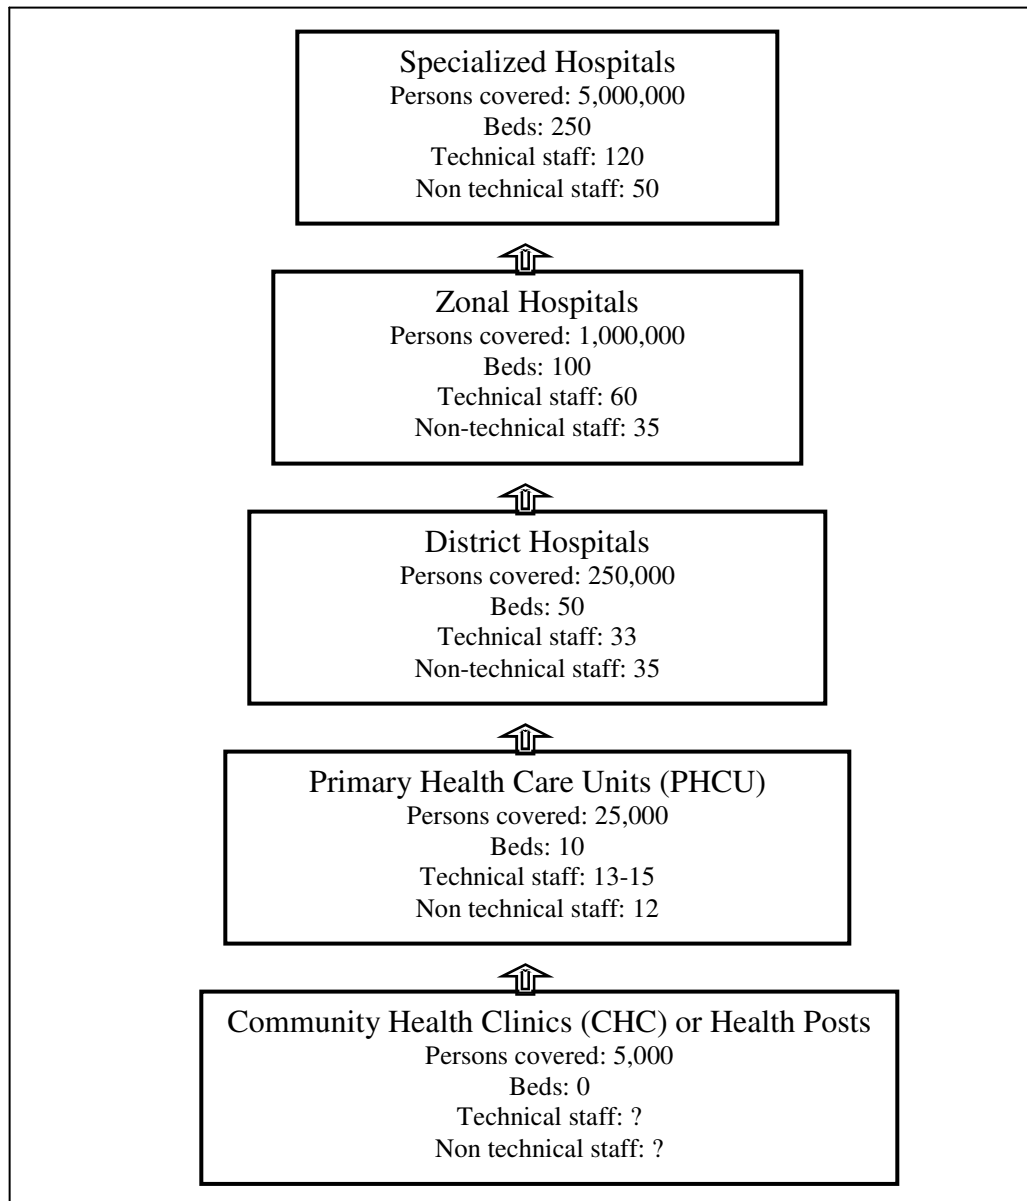 Specialized Hospitals
Persons covered: 5,000,000
Beds: 250
Technical staff: 120
Non technical staff: 50
Zonal Hospitals
Persons covered: 1,000,000
Beds: 100
Technical staff: 60
Non-technical staff: 35
District Hospitals
Persons covered: 250,000
Beds: 50
Technical staff: 33
Non-technical staff: 35
Primary Health Care Units (PHCU)
Persons covered: 25,000
Beds: 10
Technical staff: 13-15
Non technical staff: 12
Community Health Clinics (CHC) or Health Posts
Persons covered: 5,000
Beds: 0
Technical staff: ?
Non technical staff: ?